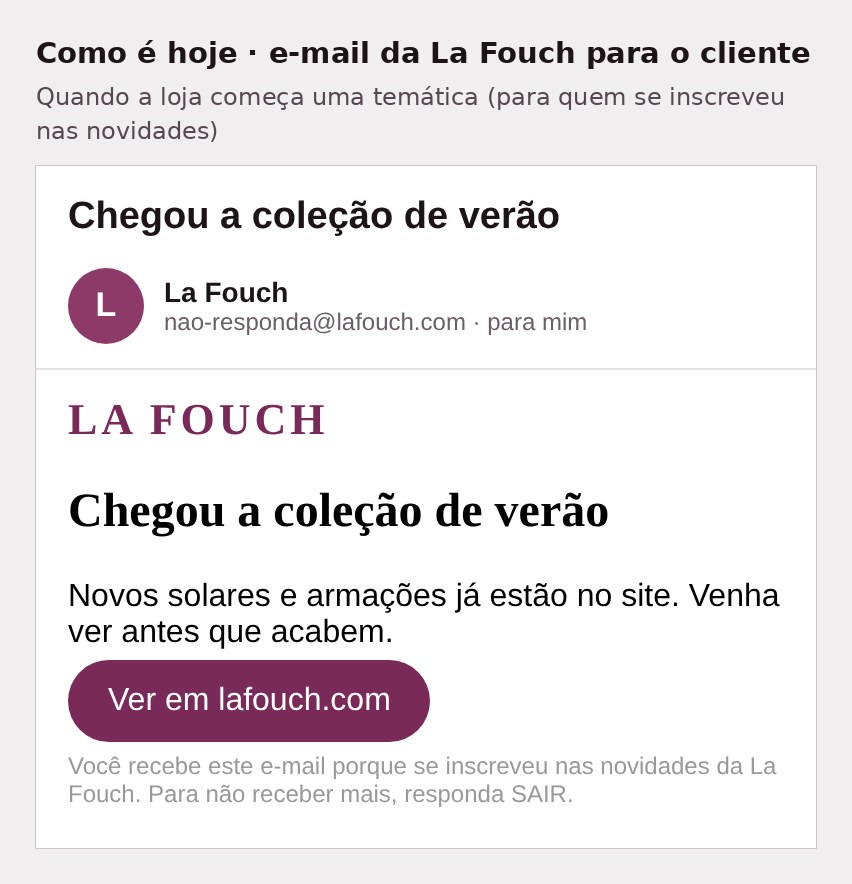 Como é hoje · e-mail da La Fouch para o cliente
Quando a loja começa uma temática (para quem se inscreveu
nas novidades)
Chegou a coleção de verão
L
La Fouch
nao-responda@lafouch.com · para mim
LA FOUCH
Chegou a coleção de verão
Novos solares e armações já estão no site. Venha
ver antes que acabem.
Ver em lafouch.com
Você recebe este e-mail porque se inscreveu nas novidades da La
Fouch. Para não receber mais, responda SAIR.